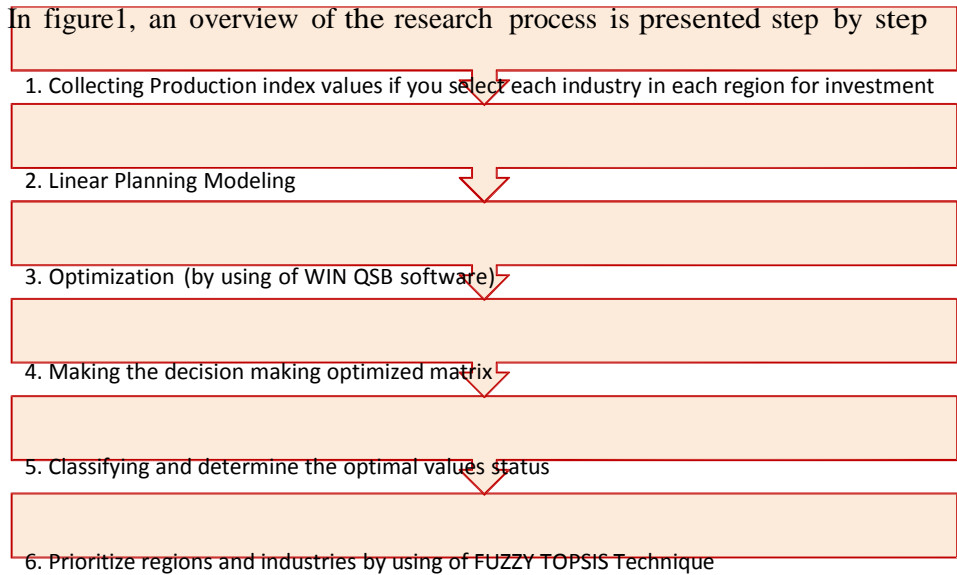 In figure1, an overview of the research process is presented step by step
1. Collecting Production index values if you select each industry in each region for investment
2. Linear Planning Modeling
3. Optimization (by using of WIN QSB software)
4. Making the decision making optimized matrix
5. Classifying and determine the optimal values status
6. Prioritize regions and industries by using of FUZZY TOPSIS Technique